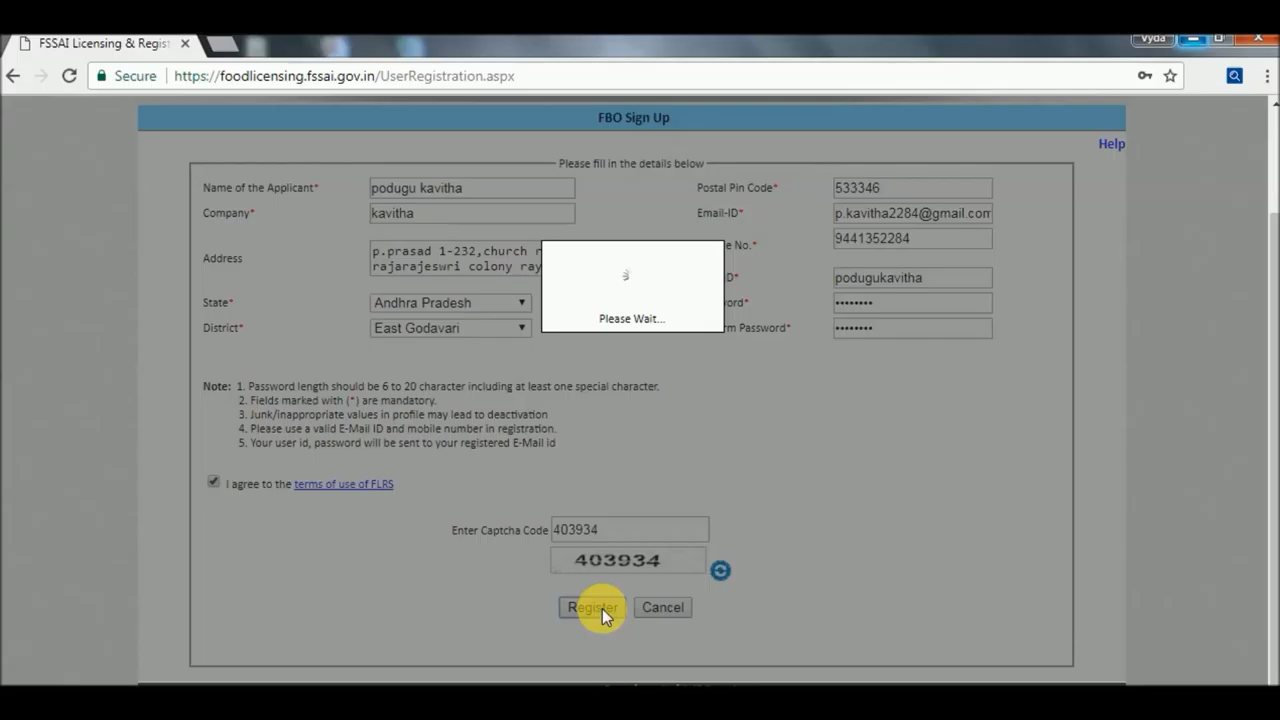 FSSAI Licensing & Regist
Vyda
Secure https://foodlicensing.fssai.gov.in/UserRegistration.aspx
FBO Sign Up
Help
Please fill in the details below
Name of the Applicant* podugu kavitha Postal Pin Code* 533346
Company* kavitha Email-ID* p.kavitha2284@gmail.com
Address p.prasad 1-232,church r e No.* 9441352284
rajarajeswri colony ray D* podugukavitha
State* Andhra Pradesh word* ••••••••
District* East Godavari rm Password* ••••••••
Please Wait...
Note: 1. Password length should be 6 to 20 character including at least one special character.
2. Fields marked with (*) are mandatory.
3. Junk/inappropriate values in profile may lead to deactivation
4. Please use a valid E-Mail ID and mobile number in registration.
5. Your user id, password will be sent to your registered E-Mail id
I agree to the terms of use of FLRS
Enter Captcha Code 403934
403934
Register Cancel